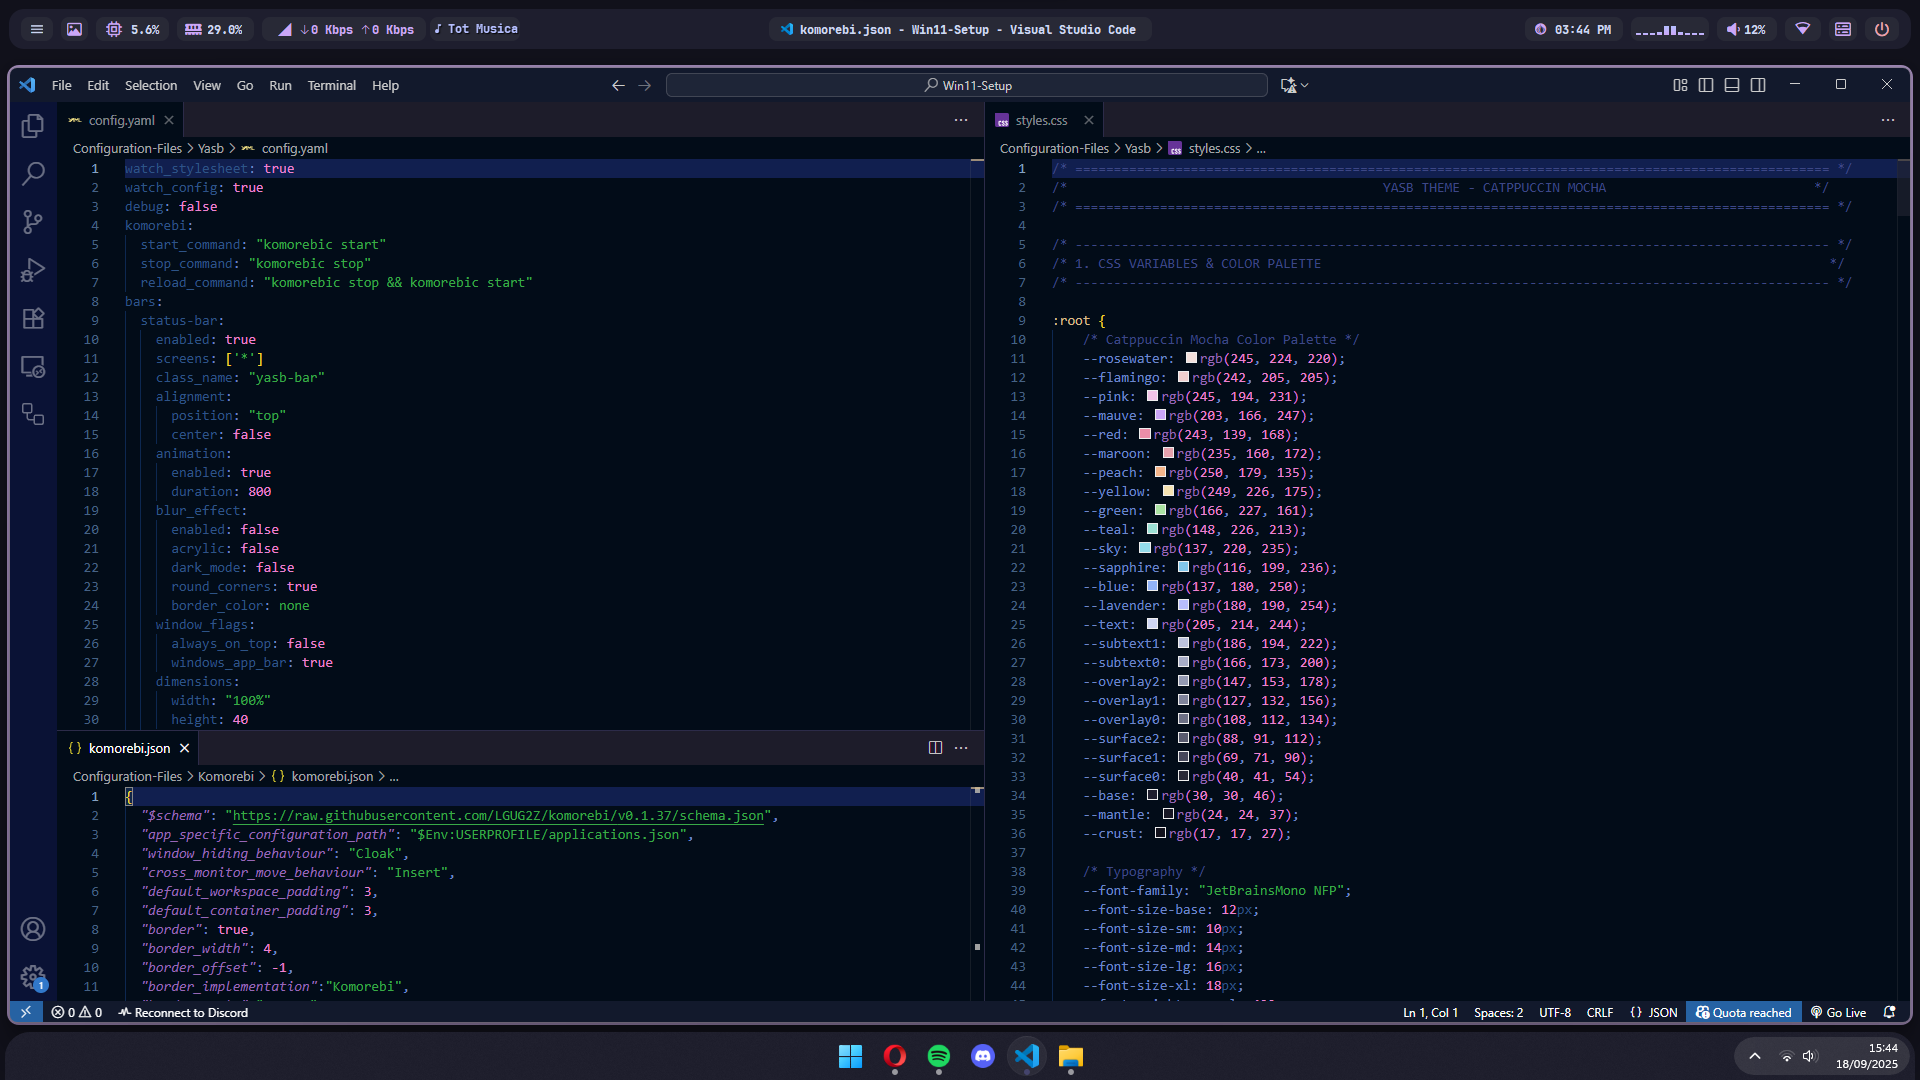 5.6%
29.0%
↓0 Kbps ↑0 Kbps
♪ Tot Musica
komorebi.json - Win11-Setup - Visual Studio Code
03:44 PM
12%
File Edit Selection View Go Run Terminal Help
Win11-Setup
config.yaml
Configuration-Files > Yasb > config.yaml
1 watch_stylesheet: true
2 watch_config: true
3 debug: false
4 komorebi:
5 start_command: "komorebic start"
6 stop_command: "komorebic stop"
7 reload_command: "komorebic stop && komorebic start"
8 bars:
9 status-bar:
10 enabled: true
11 screens: ['*']
12 class_name: "yasb-bar"
13 alignment:
14 position: "top"
15 center: false
16 animation:
17 enabled: true
18 duration: 800
19 blur_effect:
20 enabled: false
21 acrylic: false
22 dark_mode: false
23 round_corners: true
24 border_color: none
25 window_flags:
26 always_on_top: false
27 windows_app_bar: true
28 dimensions:
29 width: "100%"
30 height: 40
{} komorebi.json
Configuration-Files > Komorebi > {} komorebi.json > ...
1 {
2 "$schema": "https://raw.githubusercontent.com/LGUG2Z/komorebi/v0.1.37/schema.json",
3 "app_specific_configuration_path": "$Env:USERPROFILE/applications.json",
4 "window_hiding_behaviour": "Cloak",
5 "cross_monitor_move_behaviour": "Insert",
6 "default_workspace_padding": 3,
7 "default_container_padding": 3,
8 "border": true,
9 "border_width": 4,
10 "border_offset": -1,
11 "border_implementation":"Komorebi",
styles.css
Configuration-Files > Yasb > styles.css > ...
1 /* ================================================================================================== */
2 /* YASB THEME - CATPPUCCIN MOCHA */
3 /* ================================================================================================== */
4
5 /* -------------------------------------------------------------------------------------------------- */
6 /* 1. CSS VARIABLES & COLOR PALETTE */
7 /* -------------------------------------------------------------------------------------------------- */
8
9 :root {
10 /* Catppuccin Mocha Color Palette */
11 --rosewater: rgb(245, 224, 220);
12 --flamingo: rgb(242, 205, 205);
13 --pink: rgb(245, 194, 231);
14 --mauve: rgb(203, 166, 247);
15 --red: rgb(243, 139, 168);
16 --maroon: rgb(235, 160, 172);
17 --peach: rgb(250, 179, 135);
18 --yellow: rgb(249, 226, 175);
19 --green: rgb(166, 227, 161);
20 --teal: rgb(148, 226, 213);
21 --sky: rgb(137, 220, 235);
22 --sapphire: rgb(116, 199, 236);
23 --blue: rgb(137, 180, 250);
24 --lavender: rgb(180, 190, 254);
25 --text: rgb(205, 214, 244);
26 --subtext1: rgb(186, 194, 222);
27 --subtext0: rgb(166, 173, 200);
28 --overlay2: rgb(147, 153, 178);
29 --overlay1: rgb(127, 132, 156);
30 --overlay0: rgb(108, 112, 134);
31 --surface2: rgb(88, 91, 112);
32 --surface1: rgb(69, 71, 90);
33 --surface0: rgb(40, 41, 54);
34 --base: rgb(30, 30, 46);
35 --mantle: rgb(24, 24, 37);
36 --crust: rgb(17, 17, 27);
37
38 /* Typography */
39 --font-family: "JetBrainsMono NFP";
40 --font-size-base: 12px;
41 --font-size-sm: 10px;
42 --font-size-md: 14px;
43 --font-size-lg: 16px;
44 --font-size-xl: 18px;
1
0 0 Reconnect to Discord
Ln 1, Col 1 Spaces: 2 UTF-8 CRLF {} JSON Quota reached Go Live
15:44
18/09/2025